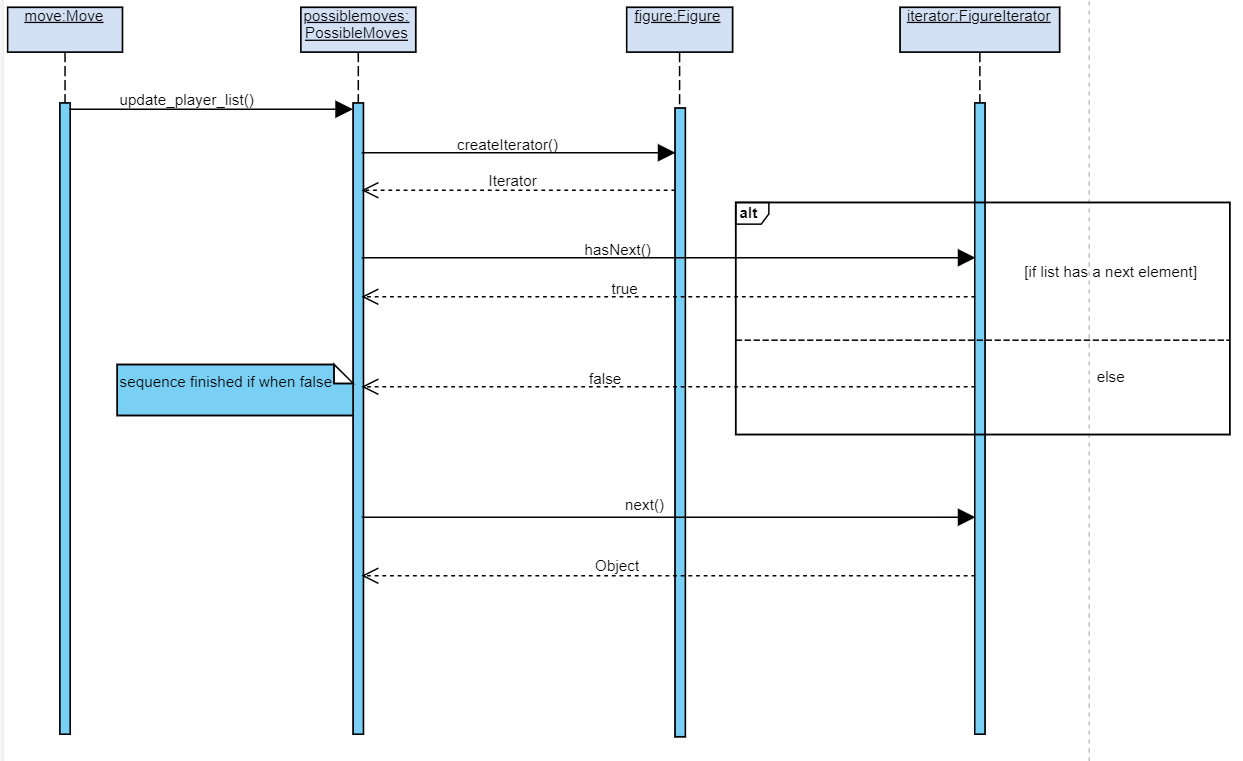 move:Move
possiblemoves:
PossibleMoves
figure:Figure
iterator:FigureIterator
update_player_list()
createIterator()
Iterator
alt
hasNext()
[if list has a next element]
true
sequence finished if when false
false
else
next()
Object